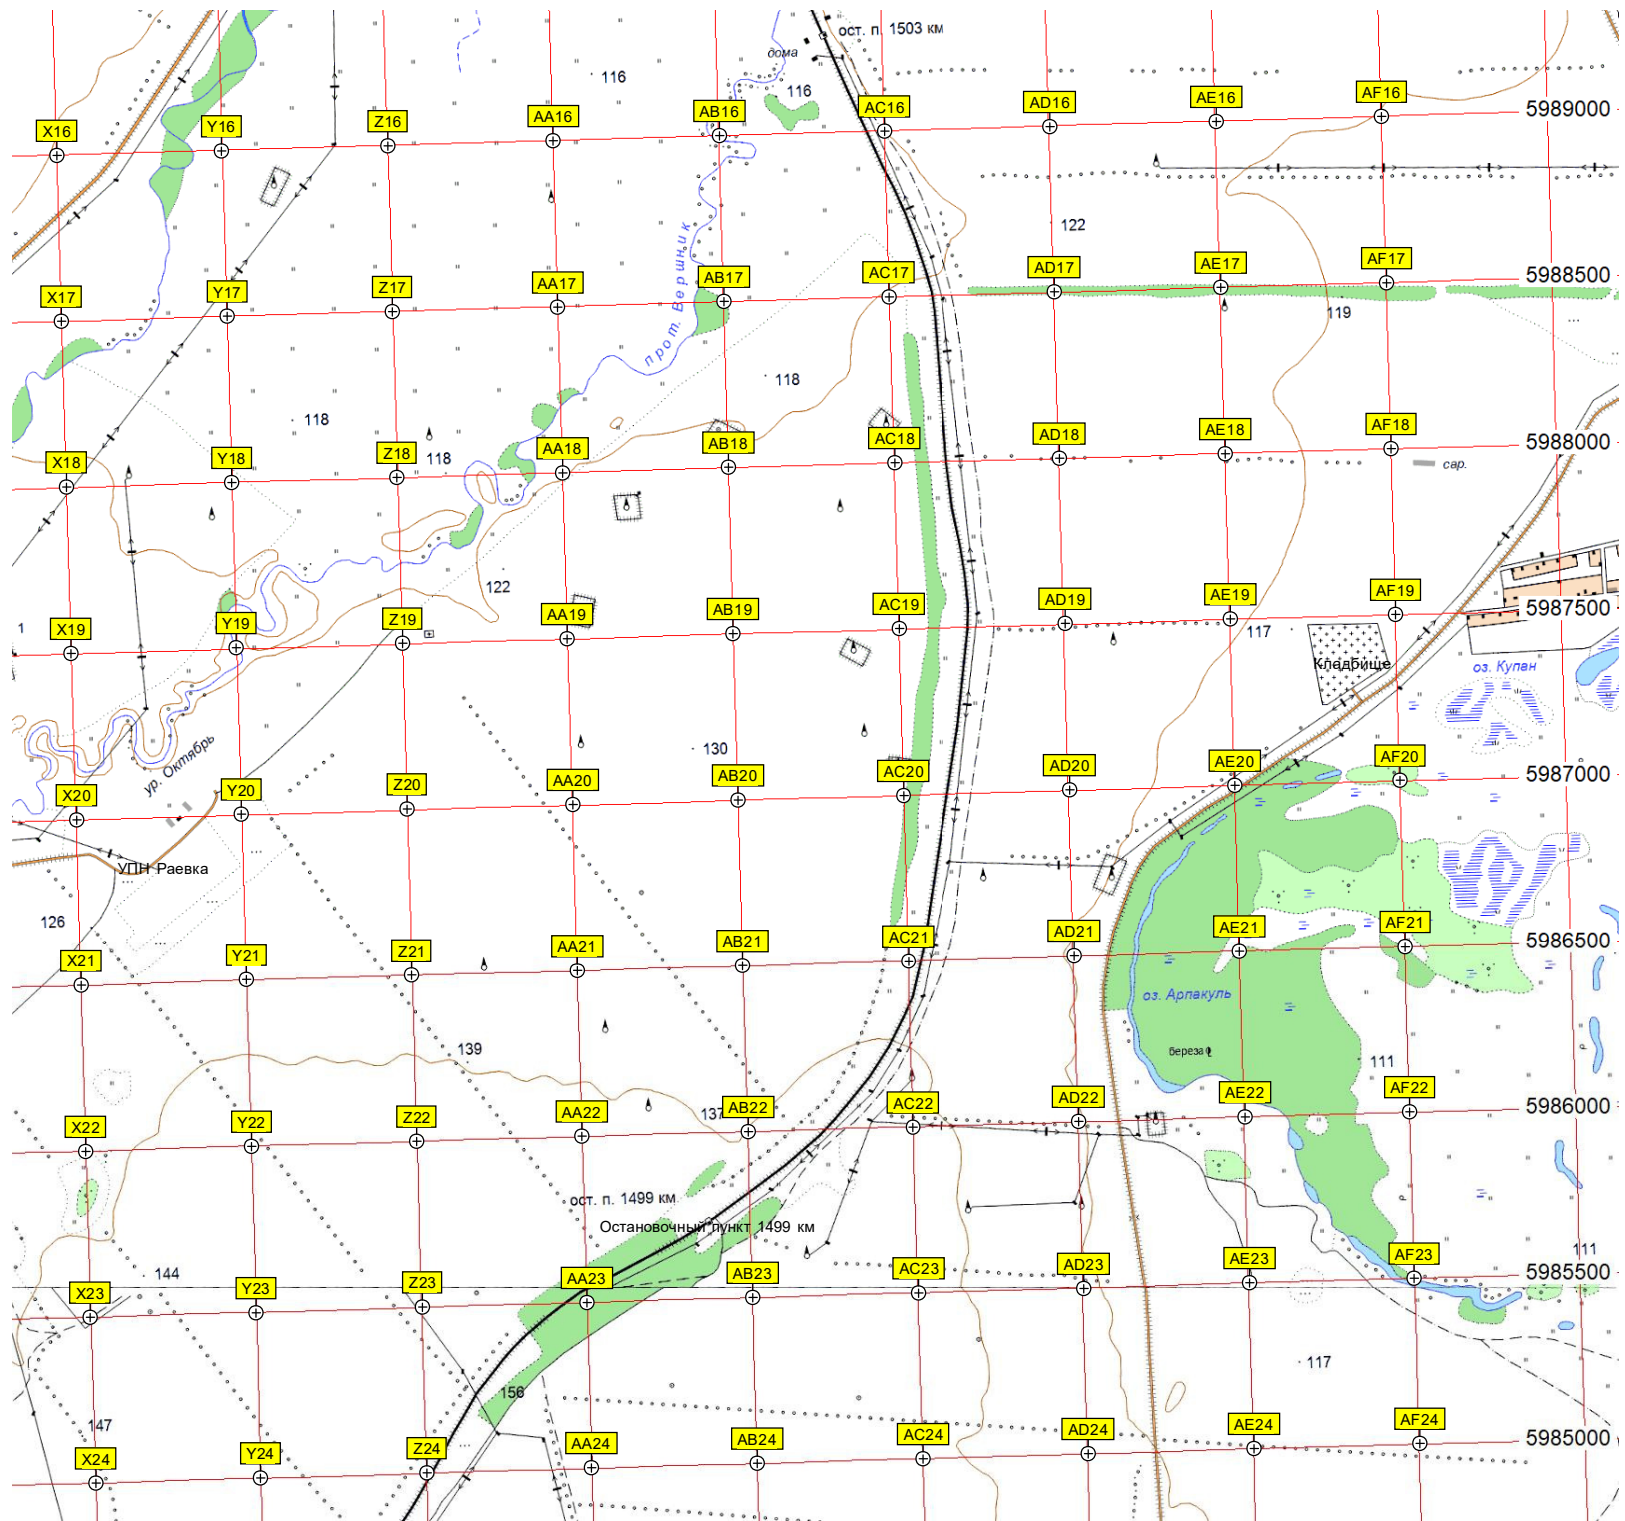 ост. п. 1503 км
дома
116
116
X16
Y16
Z16
AA16
AB16
AC16
AD16
AE16
AF16
5989000
122
прот. Вершник
X17
Y17
Z17
AA17
AB17
AC17
AD17
AE17
AF17
5988500
119
118
118
118
X18
Y18
Z18
AA18
AB18
AC18
AD18
AE18
AF18
5988000
сар.
122
X19
Y19
Z19
AA19
AB19
AC19
AD19
AE19
AF19
5987500
1
117
Кладбище
оз. Купан
130
ур. Октябрь
X20
Y20
Z20
AA20
AB20
AC20
AD20
AE20
AF20
5987000
УПН Раевка
126
X21
Y21
Z21
AA21
AB21
AC21
AD21
AE21
AF21
5986500
оз. Арпакуль
139
береза
111
137
X22
Y22
Z22
AA22
AB22
AC22
AD22
AE22
AF22
5986000
ост. п. 1499 км
Остановочный пункт 1499 км
144
111
X23
Y23
Z23
AA23
AB23
AC23
AD23
AE23
AF23
5985500
117
156
147
X24
Y24
Z24
AA24
AB24
AC24
AD24
AE24
AF24
5985000